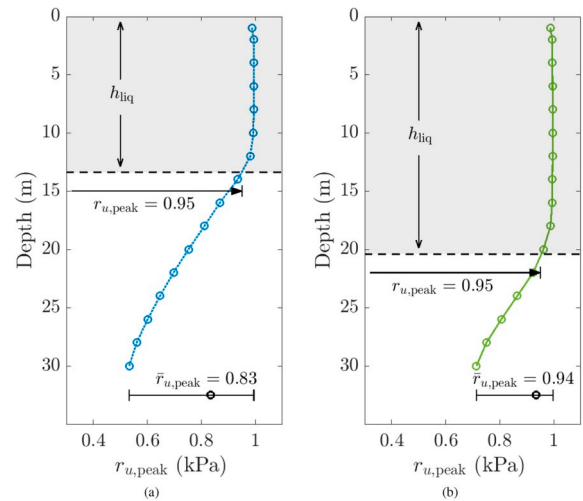 0
5
10
15
20
25
30
Depth (m)
h_liq
r_u,peak = 0.95
r̄_u,peak = 0.83
0.4 0.6 0.8 1
r_u,peak (kPa)
(a)
0
5
10
15
20
25
30
Depth (m)
h_liq
r_u,peak = 0.95
r̄_u,peak = 0.94
0.4 0.6 0.8 1
r_u,peak (kPa)
(b)